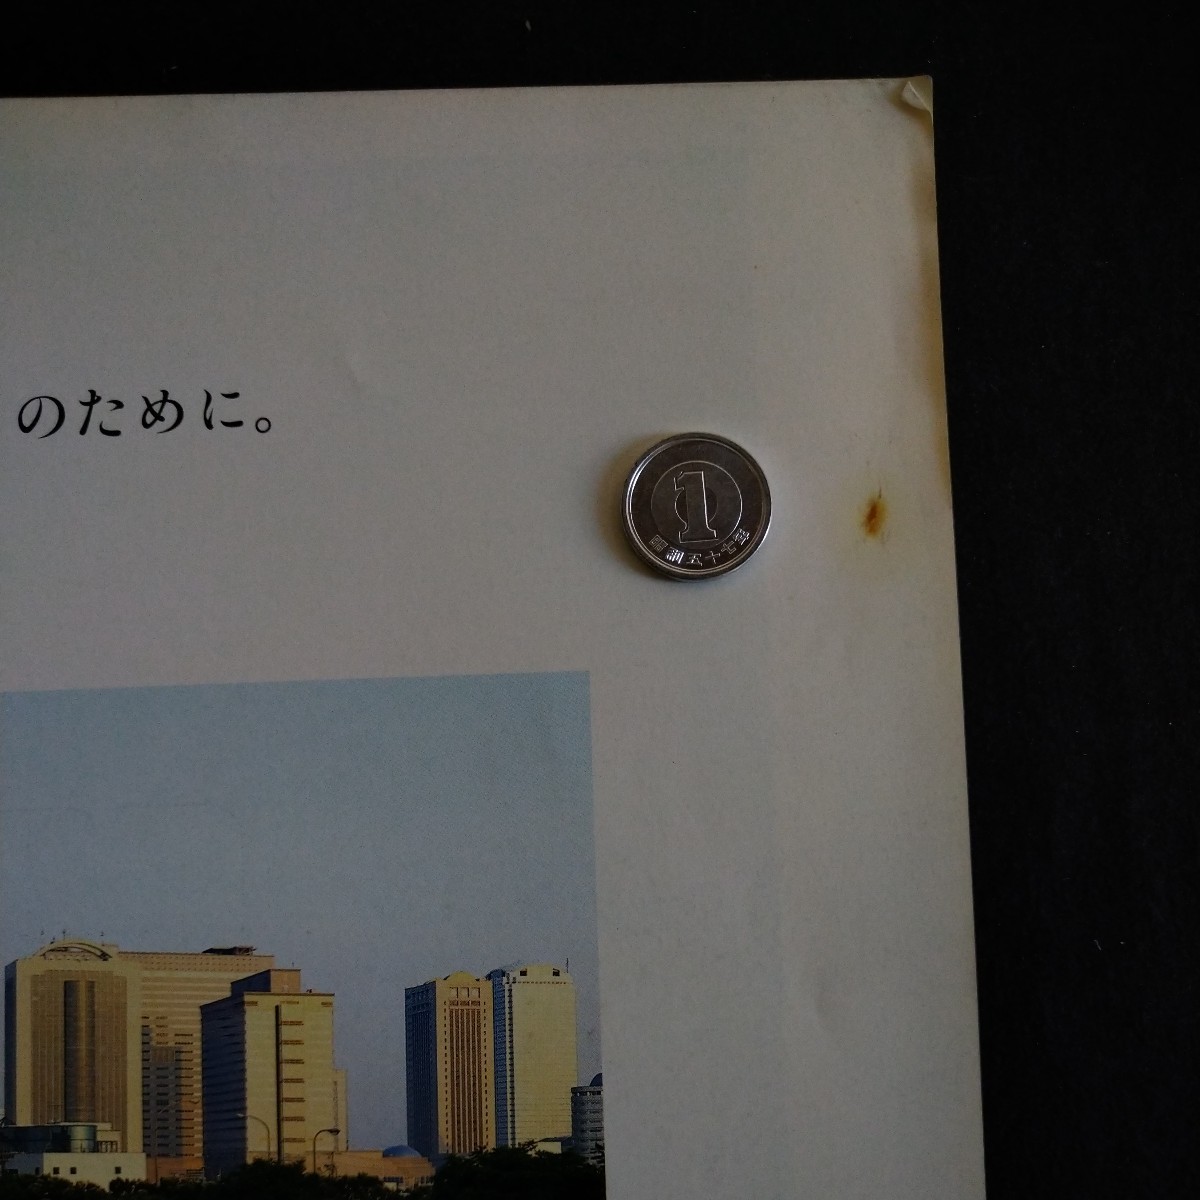 のために。
1
昭和五十七年